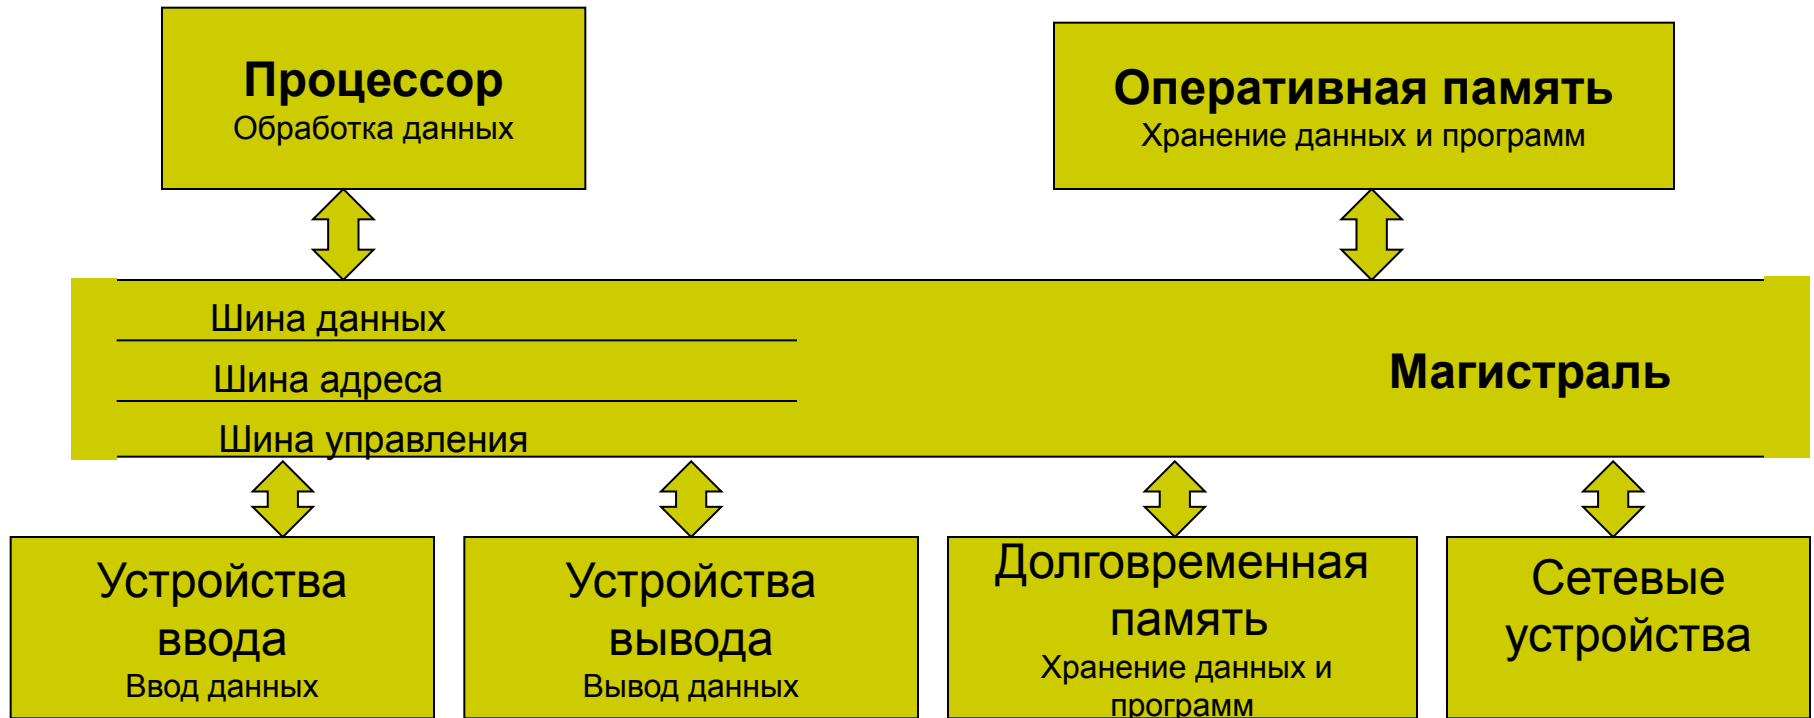 Процессор
Обработка данных
Оперативная память
Хранение данных и программ
Шина данных
Шина адреса
Шина управления
Магистраль
Устройства
ввода
Ввод данных
Устройства
вывода
Вывод данных
Долговременная
память
Хранение данных и
программ
Сетевые
устройства